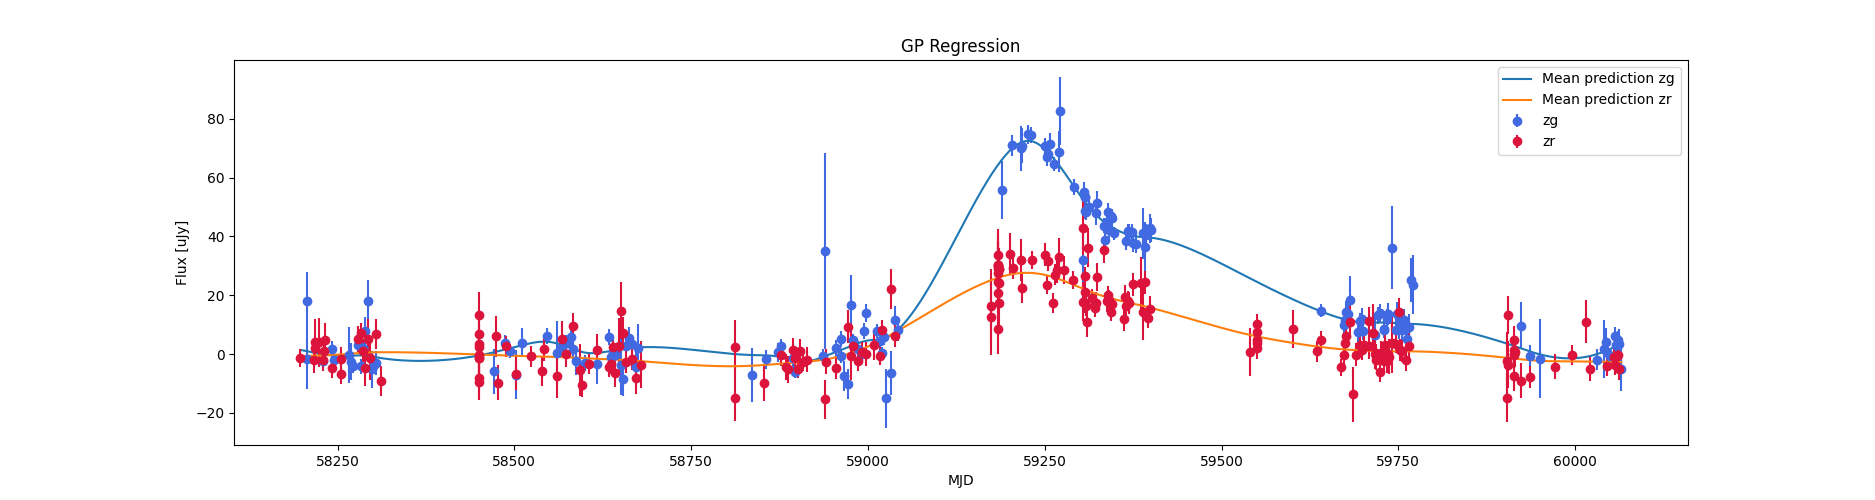 GP Regression
Mean prediction zg
Mean prediction zr
zg
zr
Flux [uJy]
80
60
40
20
0
−20
58250
58500
58750
59000
59250
59500
59750
60000
MJD